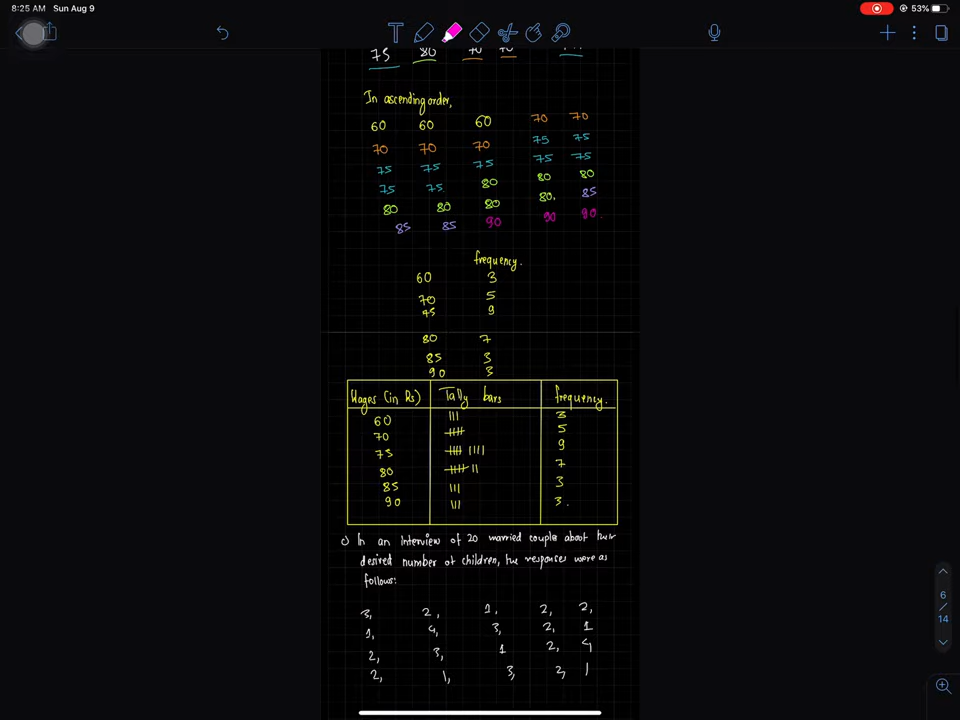 8:25 AM Sun Aug 9
53%
75 80 70 70
In ascending order,
60 60 60 70 70
70 70 70 75 75
75 75 75 75 75
75 75 80 80 80
80 80 80 80. 85
85 85 90 90 90.
frequency.
60 3
70 5
45 9
80 7
85 3
90 3
Wages (in Rs) Tally bars frequency.
60 3
70 5
75 9
80 7
85 3
90 3.
c) In an interview of 20 married couples about their
desired number of children, the responses were as
follows:
3, 2, 1, 2, 2,
1, 4, 3, 2, 1
2, 3, 1 2, 4
2, 1, 3, 2, 1
6
/
14